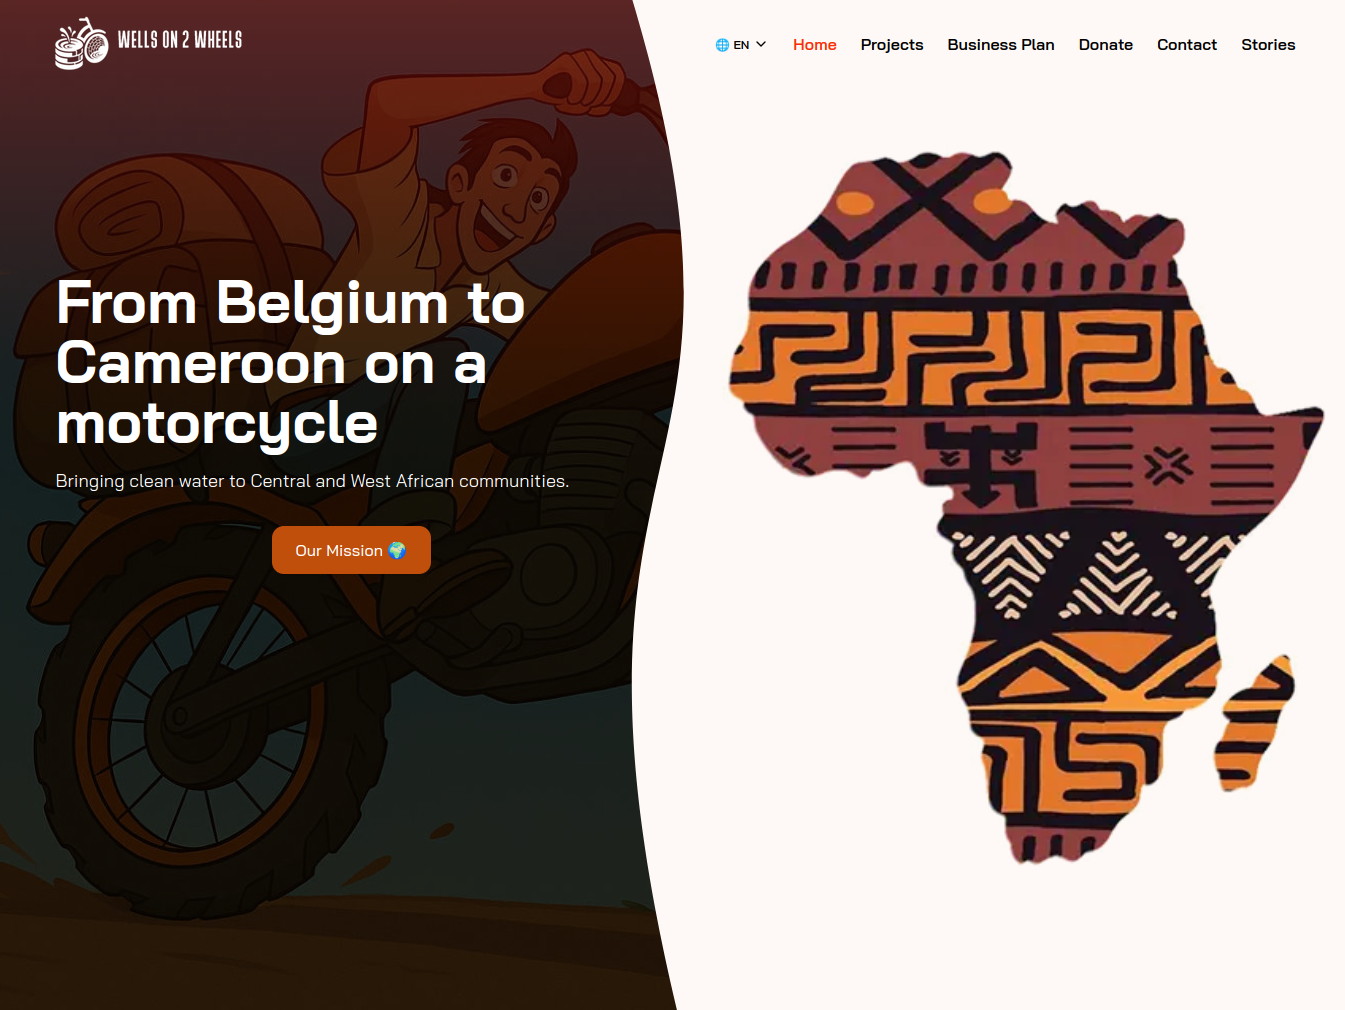 WELLS ON 2 WHEELS
🌐 EN
Home
Projects
Business Plan
Donate
Contact
Stories
From Belgium to
Cameroon on a
motorcycle
Bringing clean water to Central and West African communities.
Our Mission 🌍